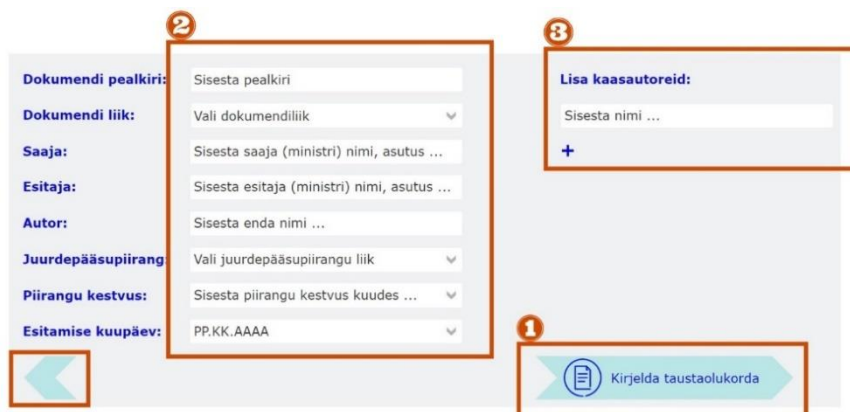 2
3
Dokumendi pealkiri: Sisesta pealkiri
Lisa kaasautoreid:
Dokumendi liik: Vali dokumendiliik
Sisesta nimi ...
Saaja: Sisesta saaja (ministri) nimi, asutus ...
+
Esitaja: Sisesta esitaja (ministri) nimi, asutus ...
Autor: Sisesta enda nimi ...
Juurdepääsupiirang: Vali juurdepääsupiirangu liik
Piirangu kestvus: Sisesta piirangu kestvus kuudes ...
Esitamise kuupäev: PP.KK.AAAA
1
Kirjelda taustaolukorda